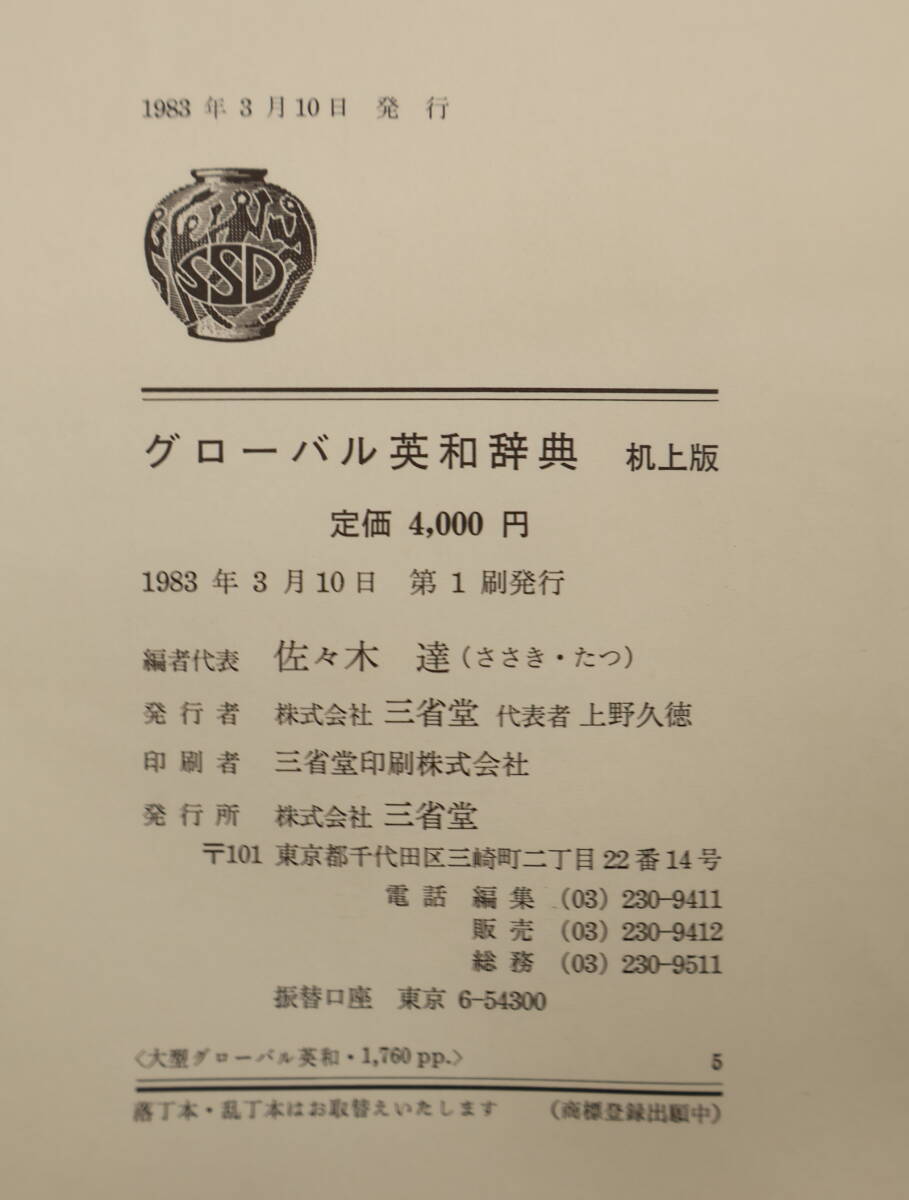 1983 年 3 月 10 日 発 行
SSD
グローバル英和辞典 机上版
定価 4,000 円
1983 年 3 月 10 日 第 1 刷発行
編者代表 佐々木 達 (ささき・たつ)
発 行 者 株式会社 三省堂 代表者 上野久徳
印 刷 者 三省堂印刷株式会社
発 行 所 株式会社 三省堂
〒101 東京都千代田区三崎町二丁目 22 番 14 号
電 話 編 集 (03) 230-9411
販 売 (03) 230-9412
総 務 (03) 230-9511
振替口座 東京 6-54300
〈大型グローバル英和・1,760 pp.〉 5
落丁本・乱丁本はお取替えいたします (商標登録出願中)